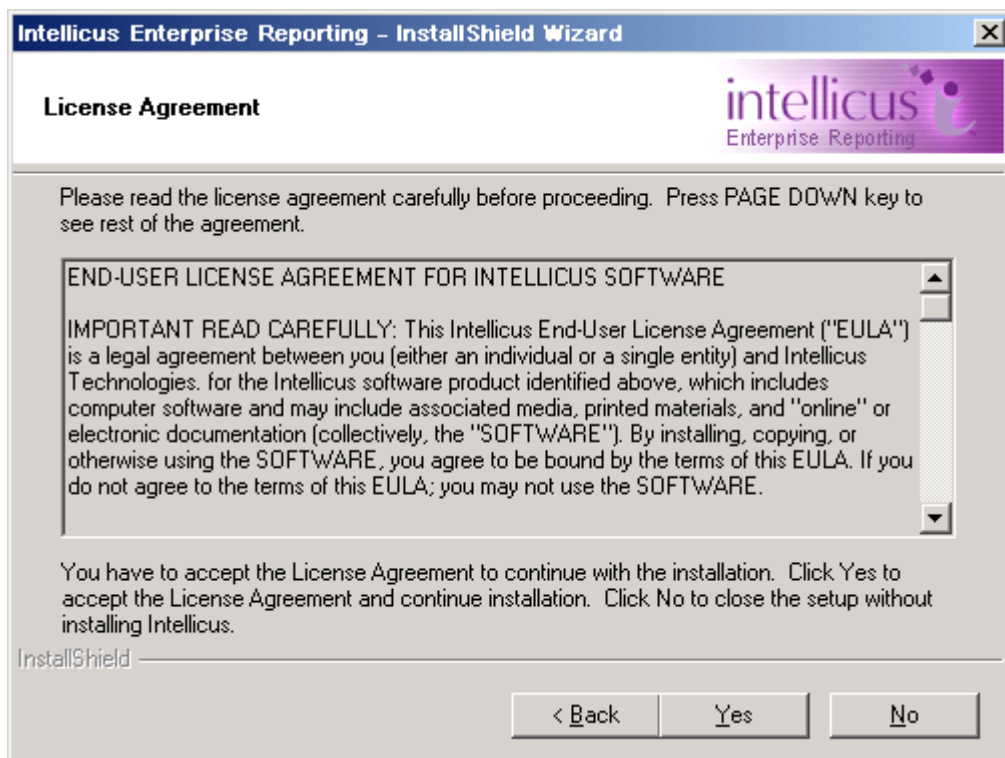 Intellicus Enterprise Reporting - InstallShield Wizard
License Agreement
intellicus
Enterprise Reporting
Please read the license agreement carefully before proceeding.  Press PAGE DOWN key to
see rest of the agreement.
END-USER LICENSE AGREEMENT FOR INTELLICUS SOFTWARE
IMPORTANT READ CAREFULLY: This Intellicus End-User License Agreement ("EULA")
is a legal agreement between you (either an individual or a single entity) and Intellicus
Technologies. for the Intellicus software product identified above, which includes
computer software and may include associated media, printed materials, and "online" or
electronic documentation (collectively, the "SOFTWARE"). By installing, copying, or
otherwise using the SOFTWARE, you agree to be bound by the terms of this EULA. If you
do not agree to the terms of this EULA; you may not use the SOFTWARE.
You have to accept the License Agreement to continue with the installation.  Click Yes to
accept the License Agreement and continue installation.  Click No to close the setup without
installing Intellicus.
InstallShield
< Back
Yes
No